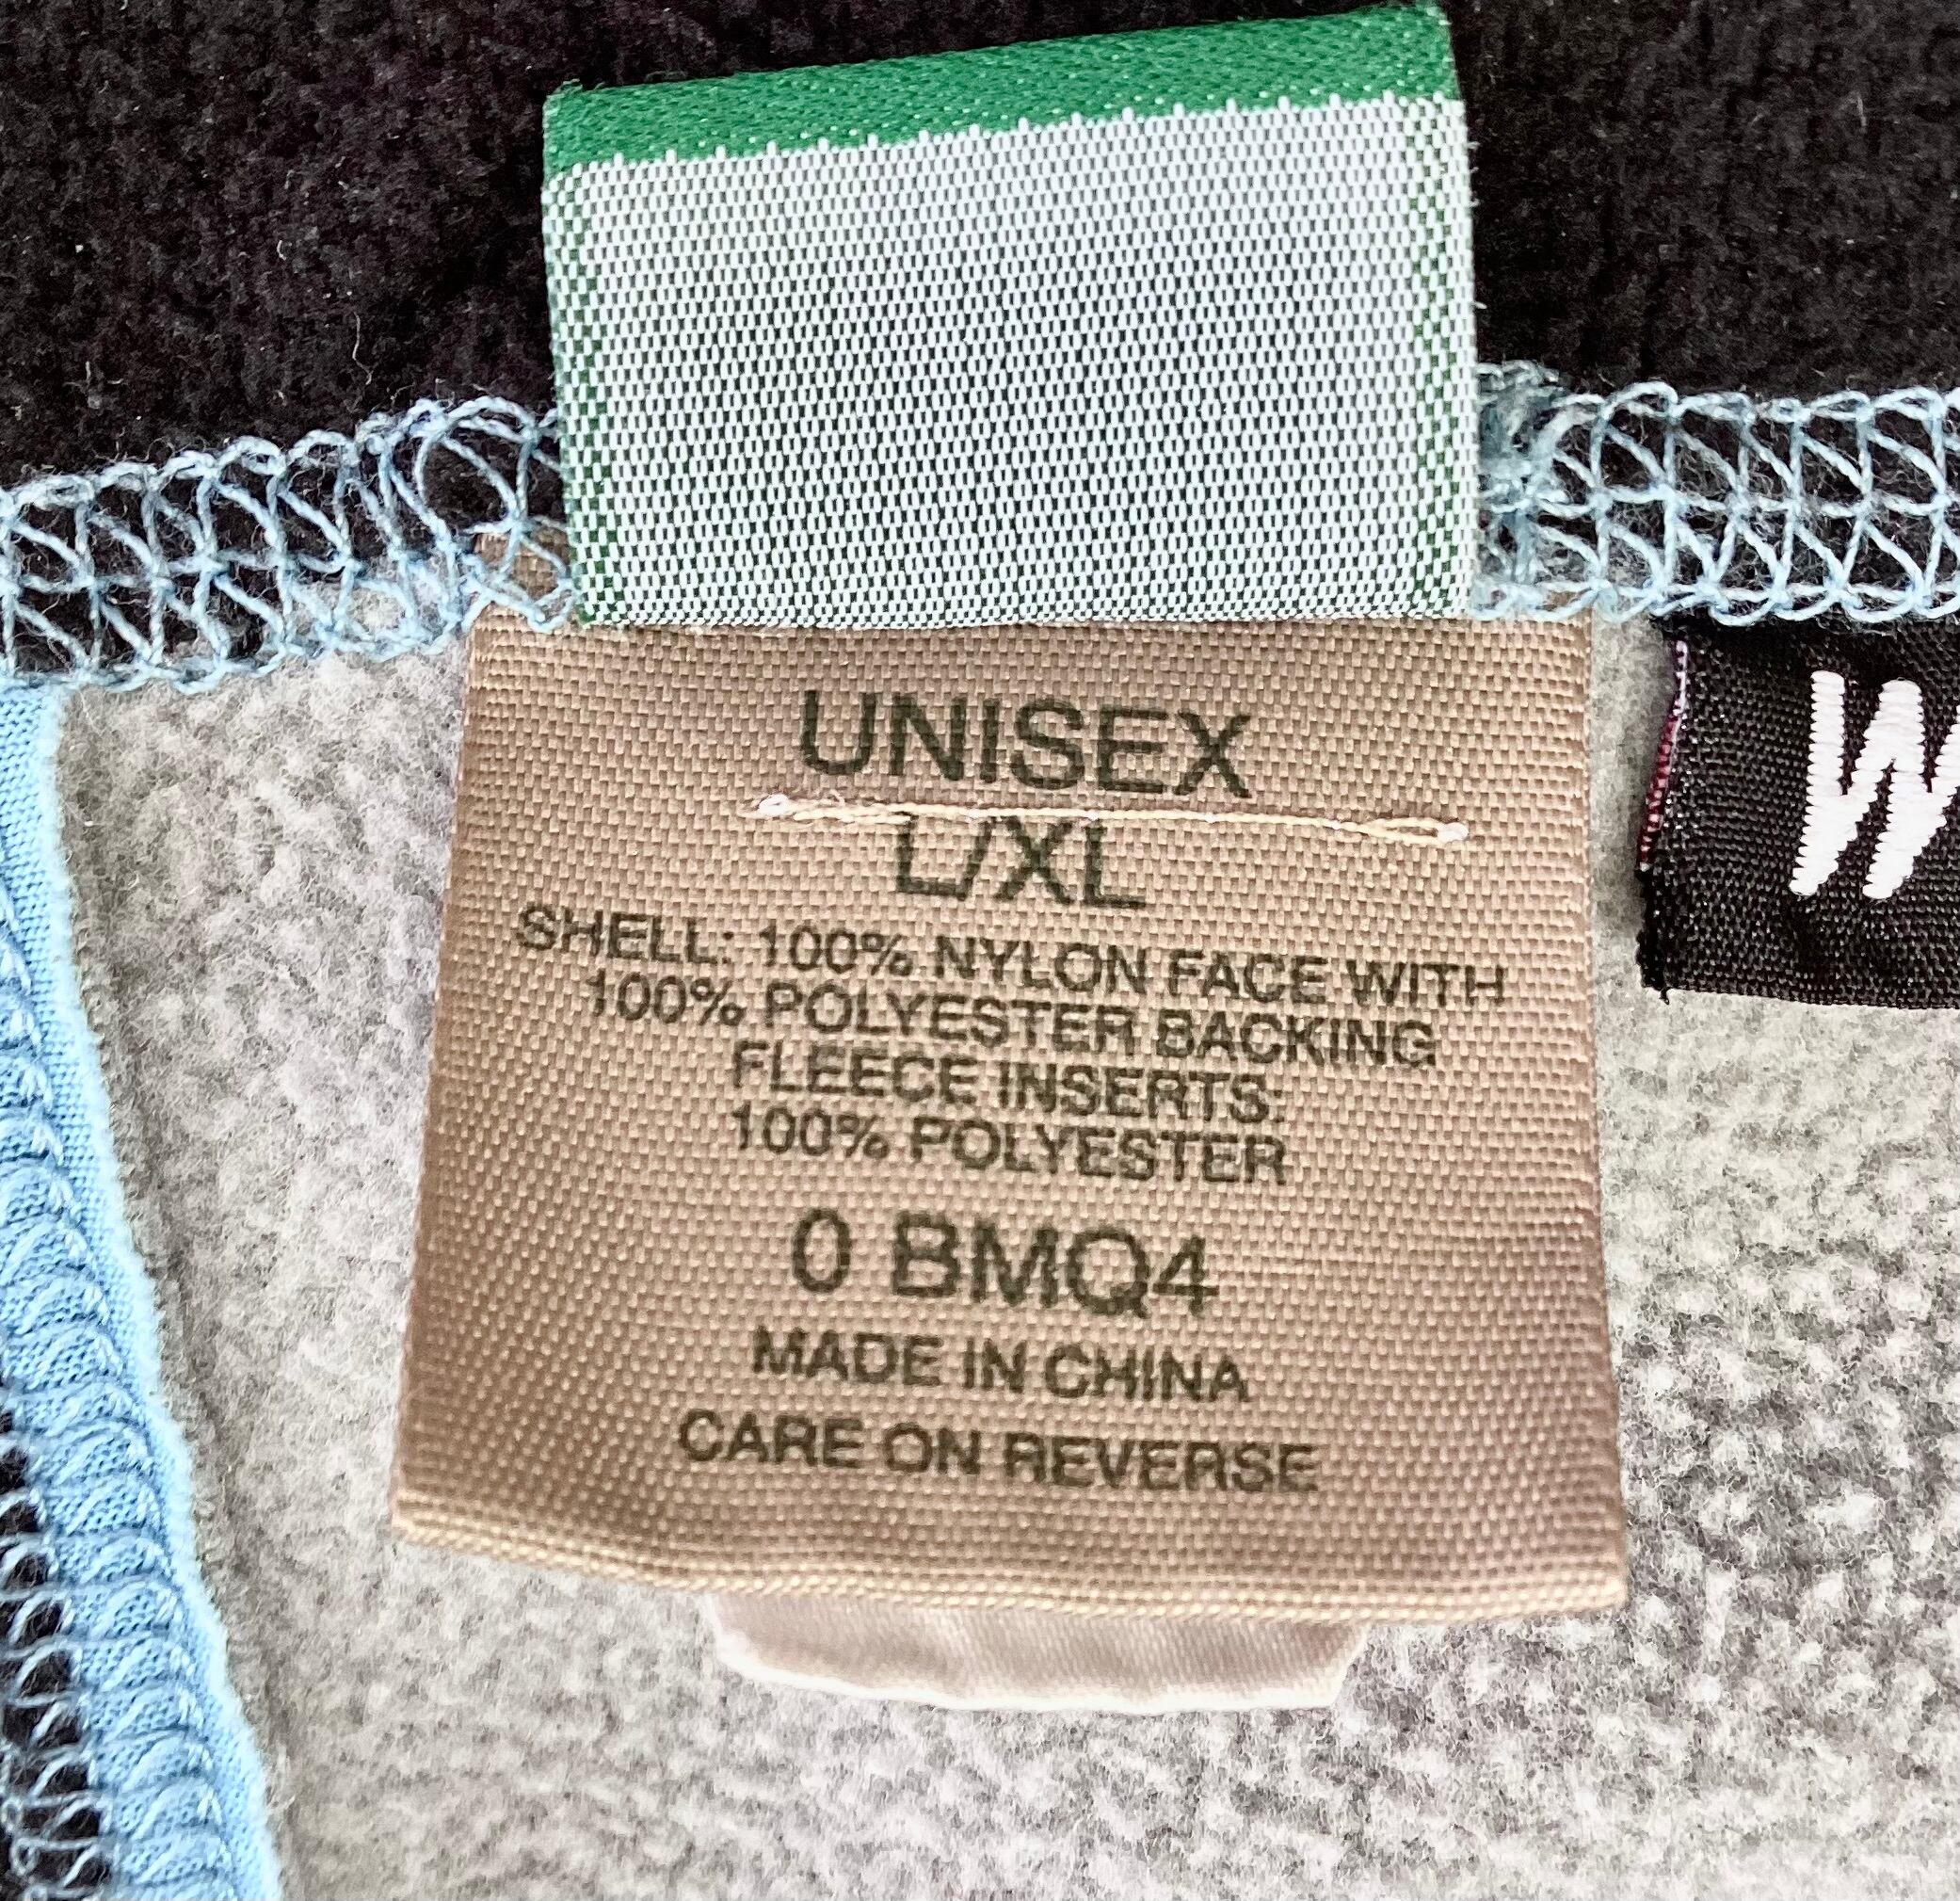 UNISEX
L/XL
SHELL: 100% NYLON FACE WITH
100% POLYESTER BACKING
FLEECE INSERTS:
100% POLYESTER
0 BMQ4
MADE IN CHINA
CARE ON REVERSE
W